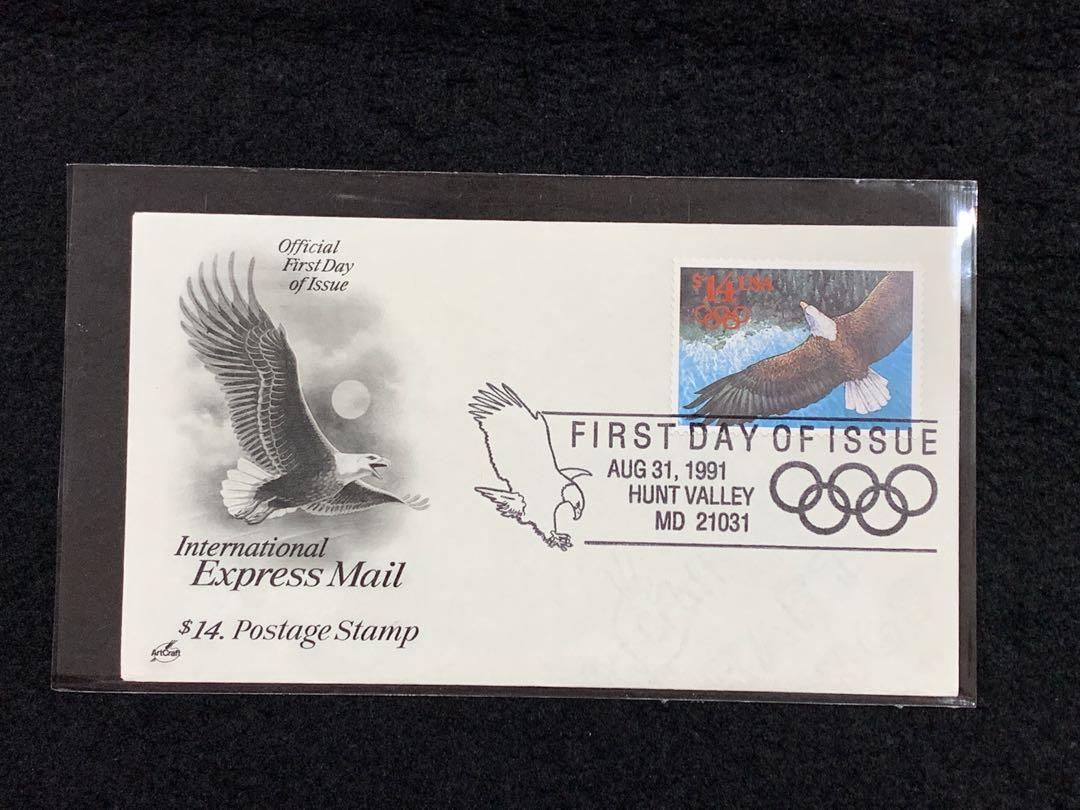 Official
First Day
of Issue
$14 USA
FIRST DAY OF ISSUE
AUG 31, 1991
HUNT VALLEY
MD 21031
International
Express Mail
$14. Postage Stamp
ArtCraft